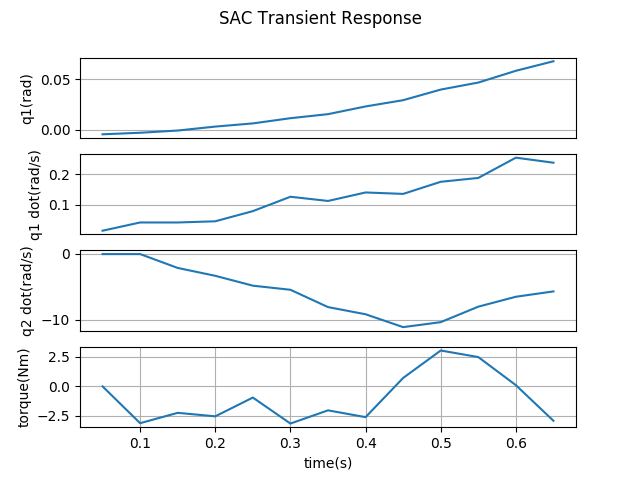 SAC Transient Response
q1(rad)
0.05
0.00
q1 dot(rad/s)
0.2
0.1
q2 dot(rad/s)
0
−10
torque(Nm)
2.5
0.0
−2.5
0.1 0.2 0.3 0.4 0.5 0.6
time(s)